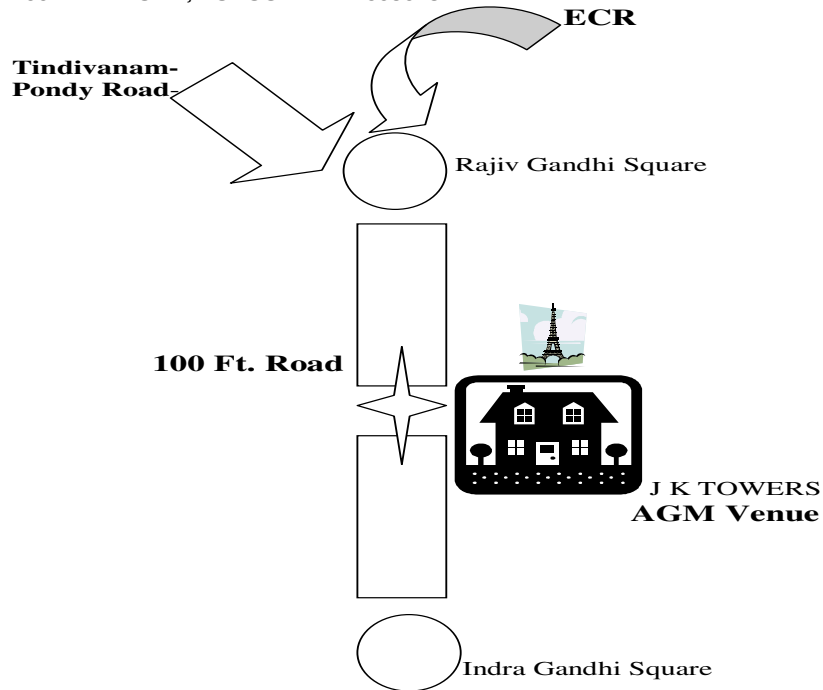 ECR
Tindivanam-
Pondy Road-
Rajiv Gandhi Square
100 Ft. Road
J K TOWERS
AGM Venue
Indra Gandhi Square